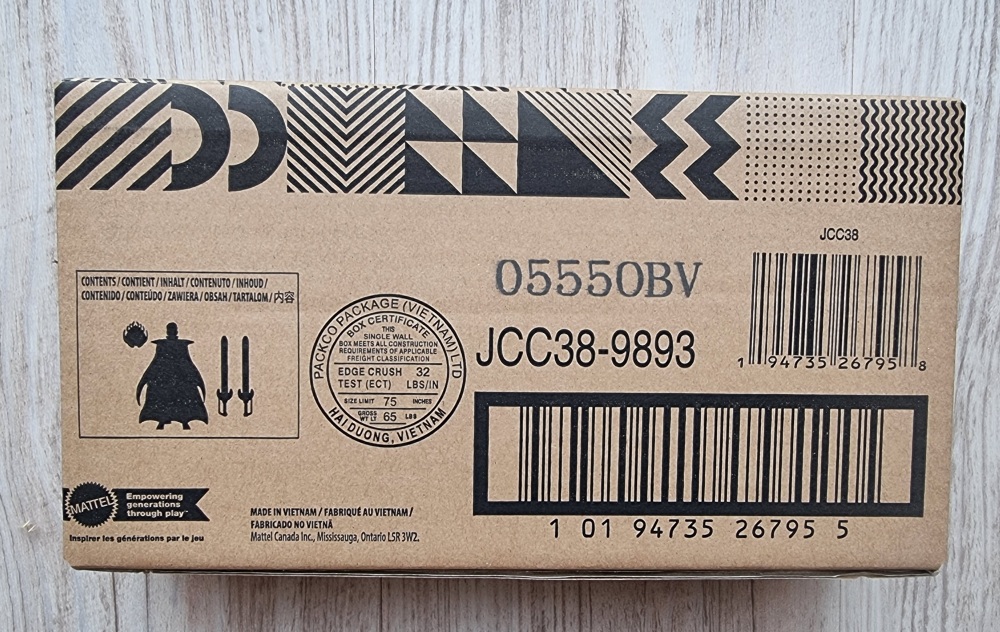 JCC38
05550BV
CONTENTS / CONTIENT / INHALT / CONTENUTO / INHOUD /
CONTENIDO / CONTEÚDO / ZAWIERA / OBSAH / TARTALOM / 内容
1 94735 26795 8
JCC38-9893
PACKCO PACKAGE (VIETNAM) LTD
BOX CERTIFICATE
THIS
SINGLE WALL
BOX MEETS ALL CONSTRUCTION
REQUIREMENTS OF APPLICABLE
FREIGHT CLASSIFICATION
EDGE CRUSH 32
TEST (ECT) LBS/IN
SIZE LIMIT 75 INCHES
GROSS
WT LT 65 LBS
HAI DUONG, VIETNAM
MATTEL
Empowering
generations
through play™
Inspirer les générations par le jeu
MADE IN VIETNAM / FABRIQUÉ AU VIETNAM /
FABRICADO NO VIETNÃ
Mattel Canada Inc., Mississauga, Ontario L5R 3W2.
1 01 94735 26795 5